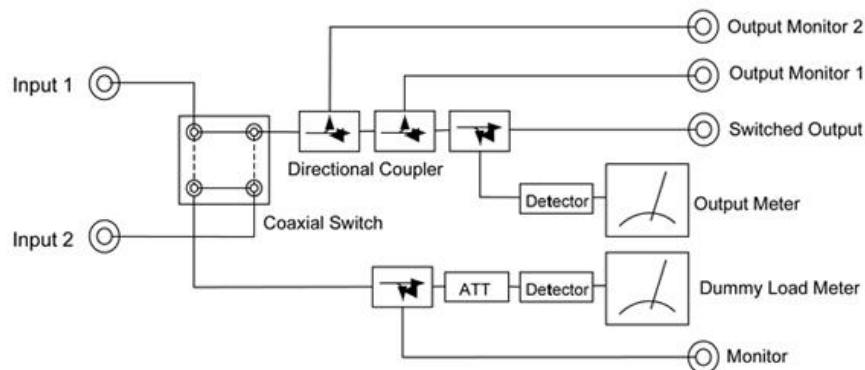 Output Monitor 2
Input 1
Output Monitor 1
Switched Output
Directional Coupler
Detector
Output Meter
Coaxial Switch
Input 2
ATT
Detector
Dummy Load Meter
Monitor